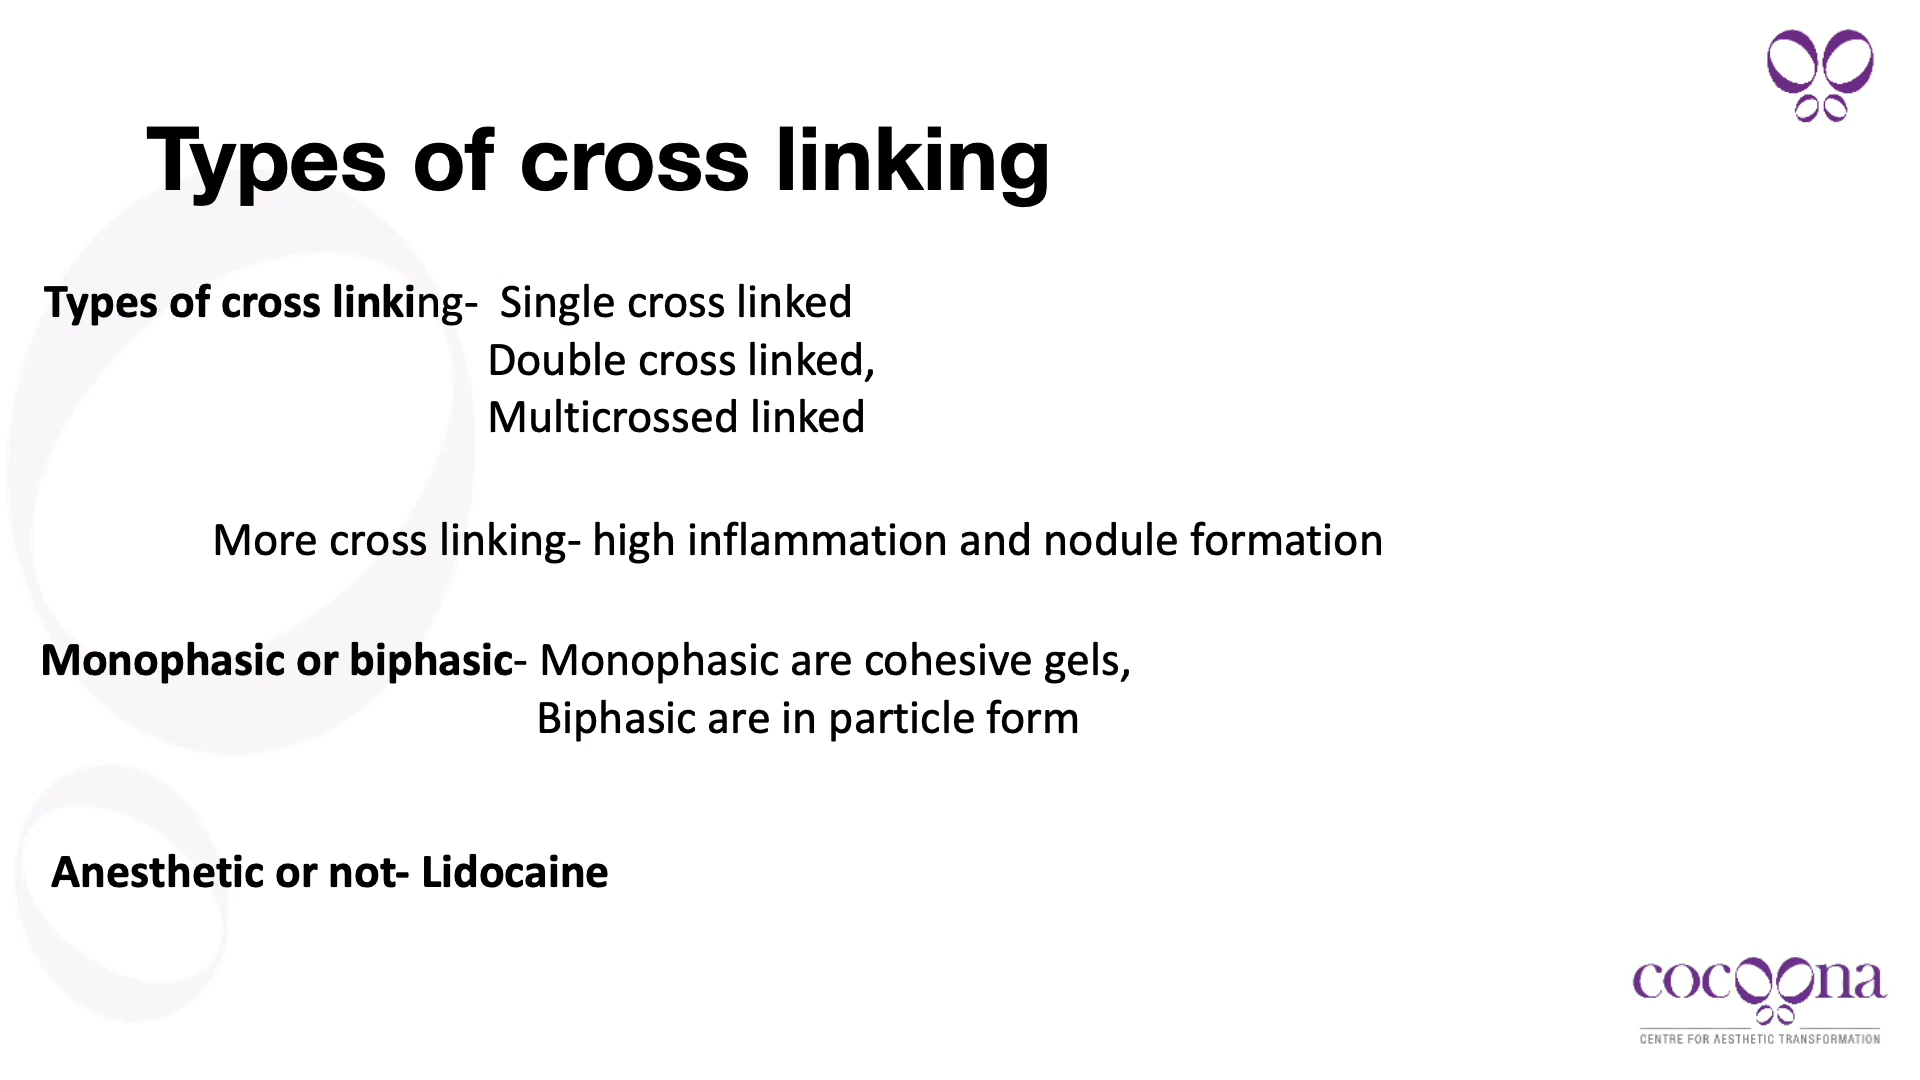 Types of cross linking
Types of cross linking-  Single cross linked
Double cross linked,
Multicrossed linked
More cross linking- high inflammation and nodule formation
Monophasic or biphasic- Monophasic are cohesive gels,
Biphasic are in particle form
Anesthetic or not- Lidocaine
cocoona
CENTRE FOR AESTHETIC TRANSFORMATION